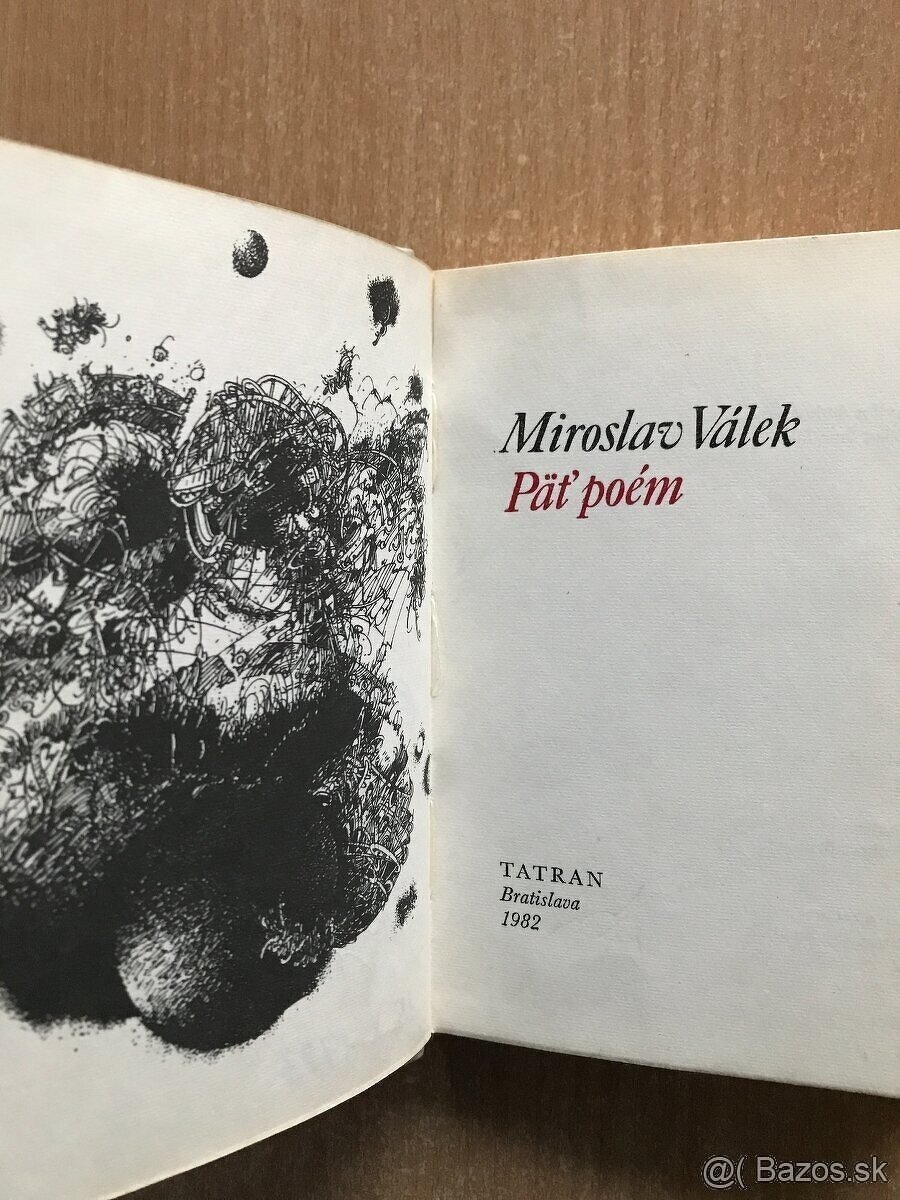 Miroslav Válek
Päť poém
TATRAN
Bratislava
1982
@( Bazos.sk